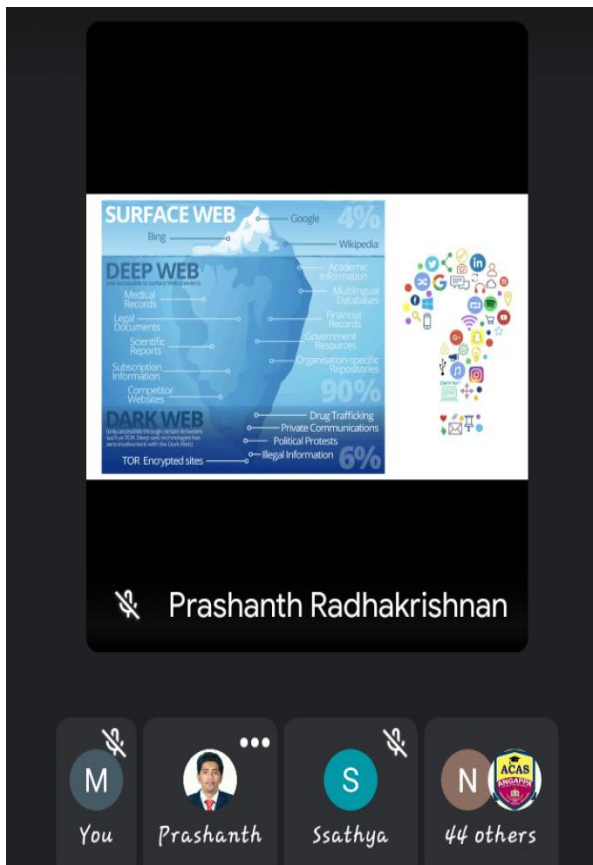 SURFACE WEB
4%
Google
Bing
Wikipedia
DEEP WEB
Academic
Information
Multilingual
Databases
Medical
Records
Legal
Documents
Financial
Records
Scientific
Reports
Government
Resources
Subscription
Information
Organisation-specific
Repositories
Competitor
Websites
90%
DARK WEB
Drug Trafficking
Private Communications
Political Protests
TOR Encrypted sites
Illegal Information
6%
Prashanth Radhakrishnan
M
S
N
ACAS
ANGAPPA
You
Prashanth
Ssathya
44 others